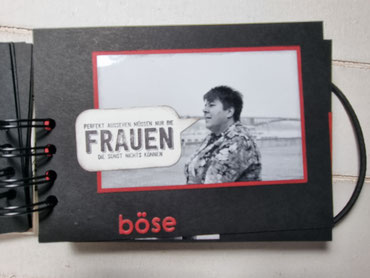 PERFEKT AUSSEHEN MÜSSEN NUR DIE
FRAUEN
DIE SONST NICHTS KÖNNEN
böse